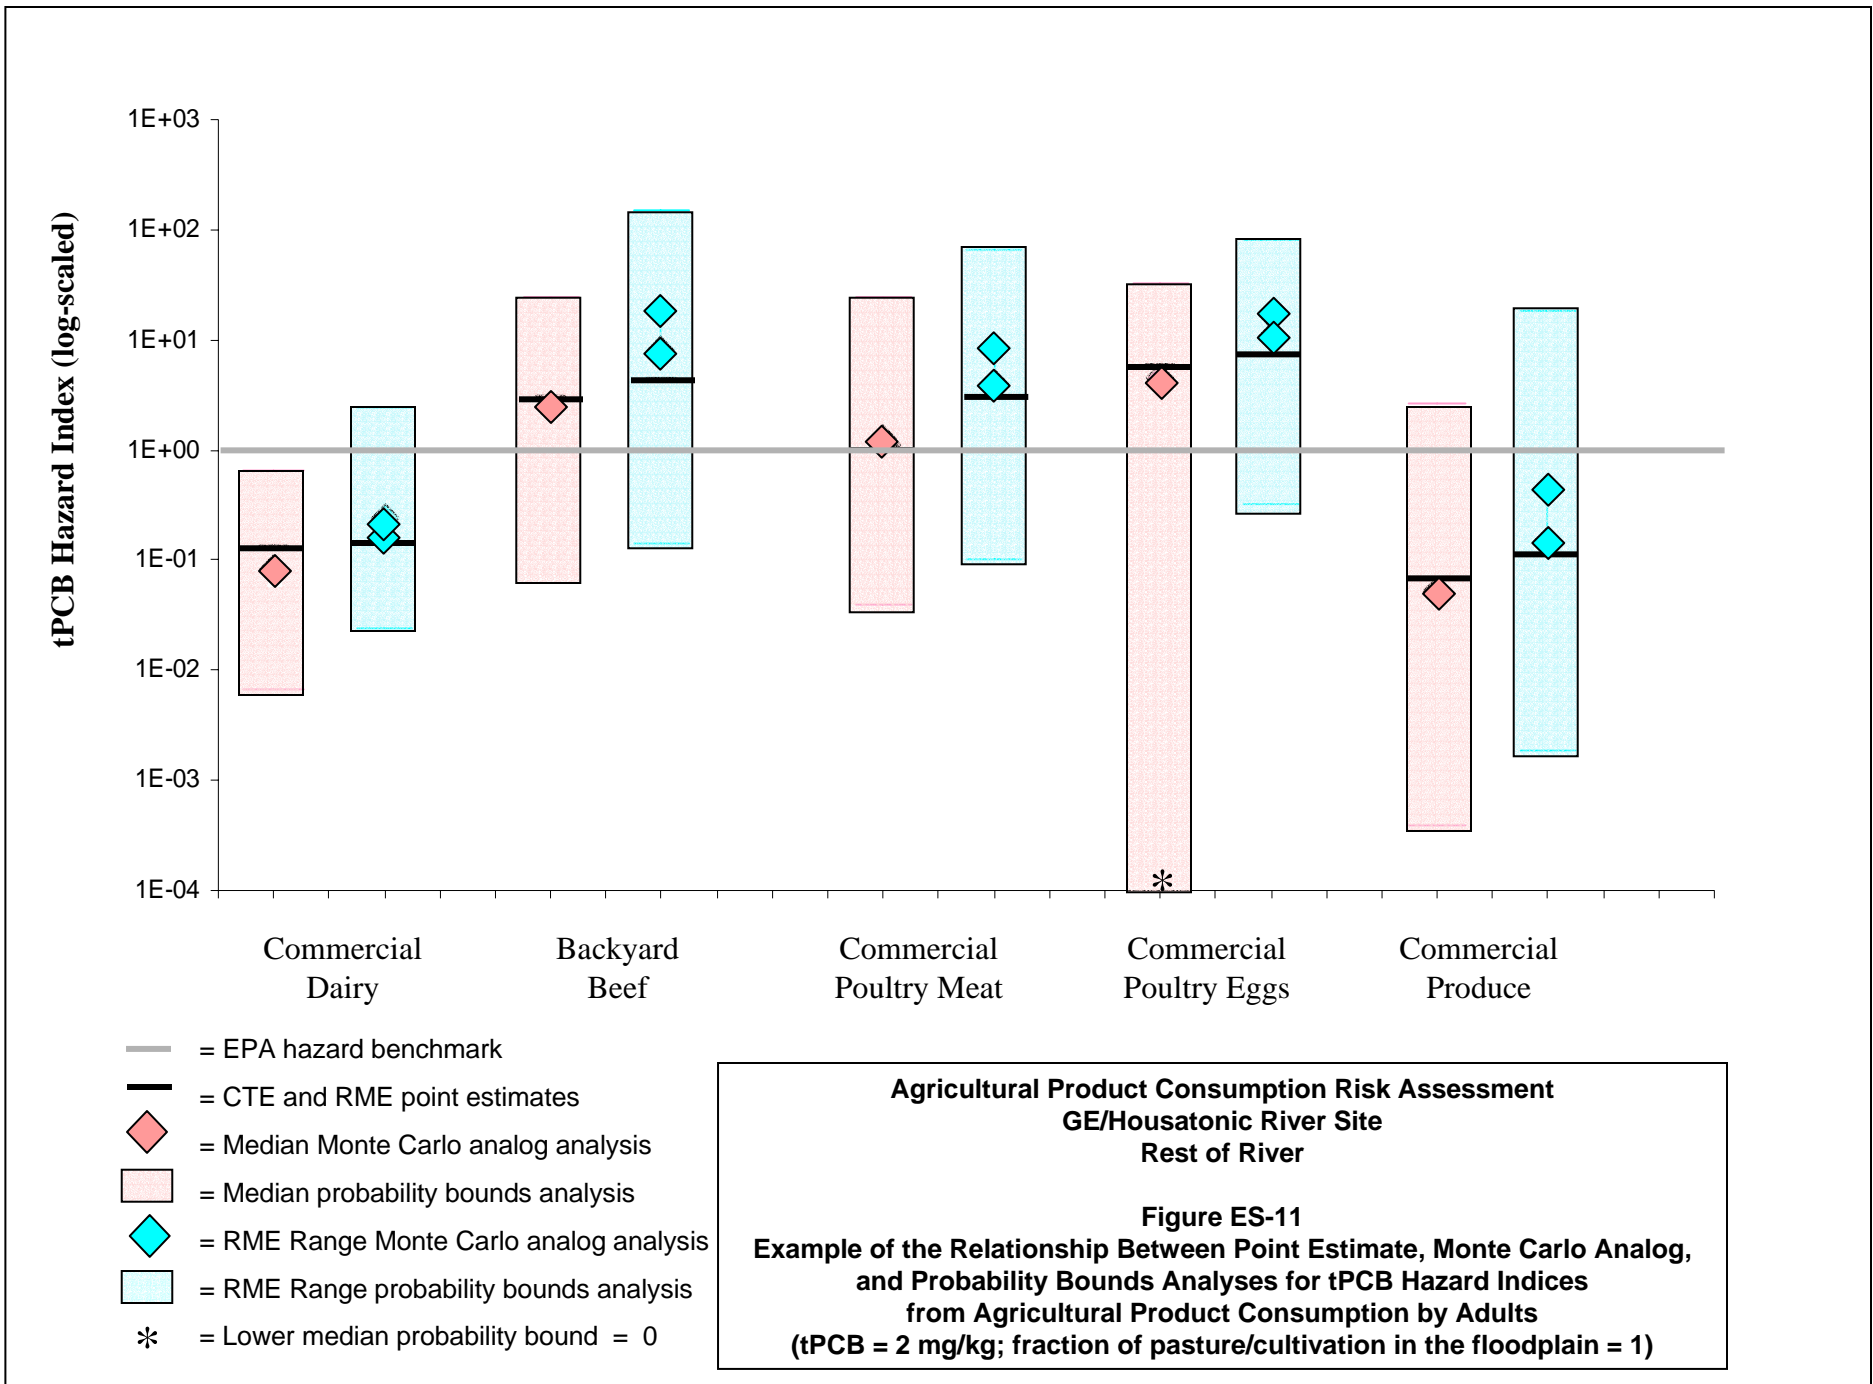 tPCB Hazard Index (log-scaled)
1E+03
1E+02
1E+01
1E+00
1E-01
1E-02
1E-03
1E-04
*
Commercial
Dairy
Backyard
Beef
Commercial
Poultry Meat
Commercial
Poultry Eggs
Commercial
Produce
= EPA hazard benchmark
= CTE and RME point estimates
= Median Monte Carlo analog analysis
= Median probability bounds analysis
= RME Range Monte Carlo analog analysis
= RME Range probability bounds analysis
* = Lower median probability bound = 0
Agricultural Product Consumption Risk Assessment
GE/Housatonic River Site
Rest of River
Figure ES-11
Example of the Relationship Between Point Estimate, Monte Carlo Analog,
and Probability Bounds Analyses for tPCB Hazard Indices
from Agricultural Product Consumption by Adults
(tPCB = 2 mg/kg; fraction of pasture/cultivation in the floodplain = 1)